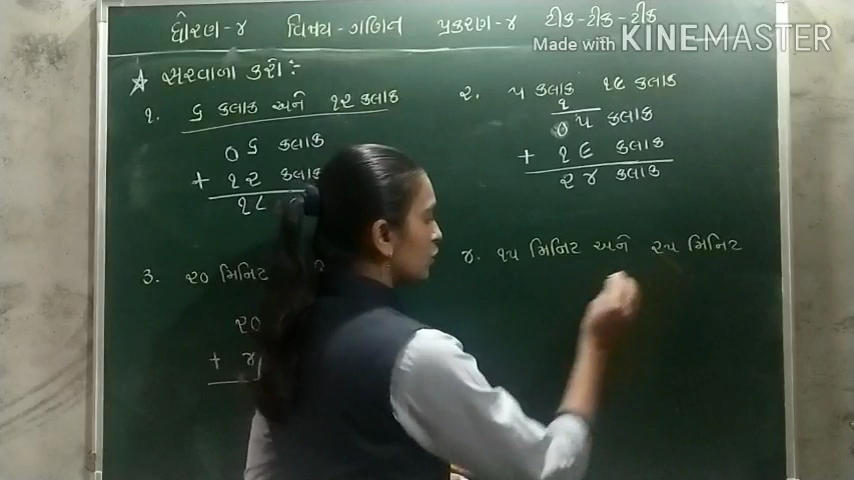 ધોરણ-૪ વિષય-ગણિત પ્રકરણ-૪ ટીક-ટીક-ટીક
Made with KINEMASTER
☆ સરવાળા કરો:-
૧. ૬ કલાક અને ૧૨ કલાક
૦૬ કલાક
+ ૧૨ કલાક
૧૮
૨. ૫ કલાક ૧૯ કલાક
૧
૦૫ કલાક
+ ૧૯ કલાક
૨૪ કલાક
૩. ૨૦ મિનિટ
૨૦
+ ૪
૪. ૧૫ મિનિટ અને ૨૫ મિનિટ